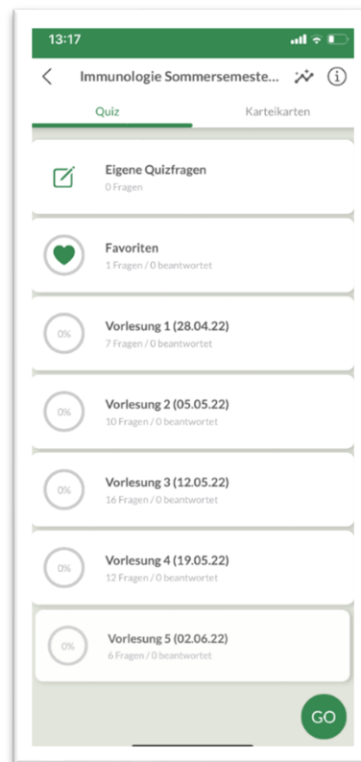 13:17
Immunologie Sommersemeste...
Quiz
Karteikarten
Eigene Quizfragen
0 Fragen
Favoriten
1 Fragen / 0 beantwortet
0%
Vorlesung 1 (28.04.22)
7 Fragen / 0 beantwortet
0%
Vorlesung 2 (05.05.22)
10 Fragen / 0 beantwortet
0%
Vorlesung 3 (12.05.22)
16 Fragen / 0 beantwortet
0%
Vorlesung 4 (19.05.22)
12 Fragen / 0 beantwortet
0%
Vorlesung 5 (02.06.22)
6 Fragen / 0 beantwortet
GO